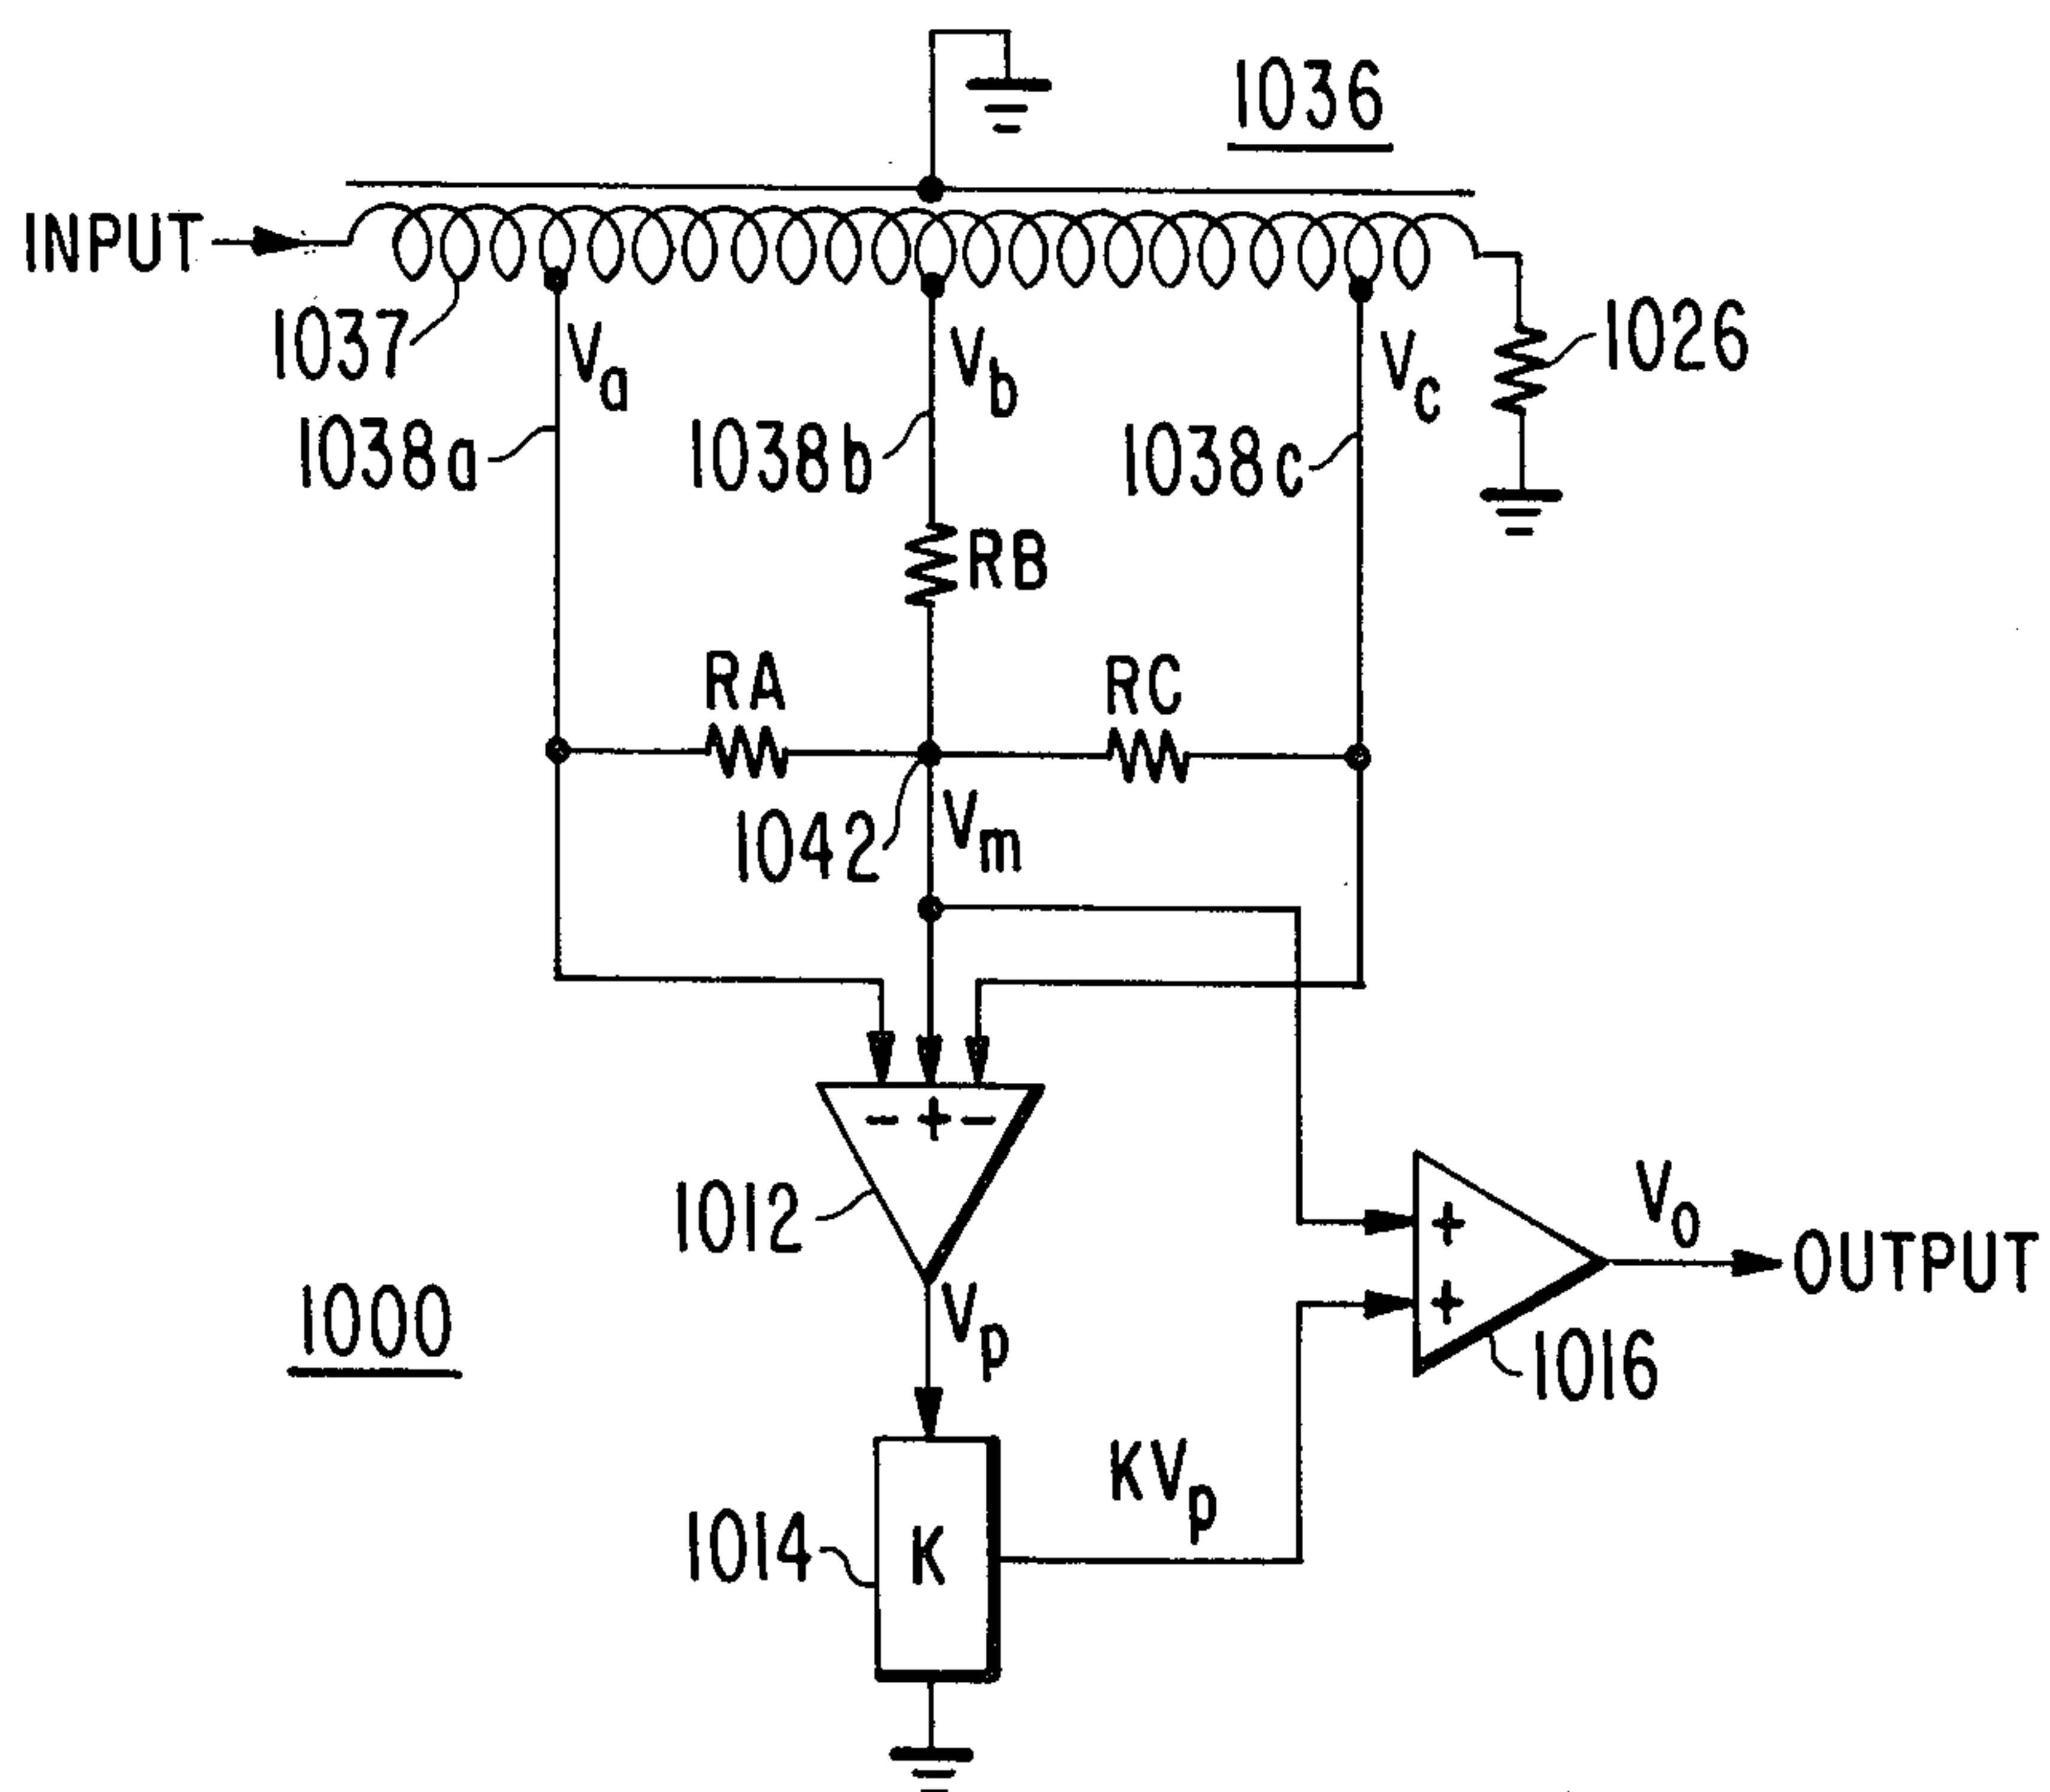 1036
INPUT
1037
Va
Vb
Vc
1026
1038a
1038b
1038c
RB
RA
RC
1042
Vm
- + -
1012
+
+
Vo
OUTPUT
1016
1000
Vp
KVp
1014
K